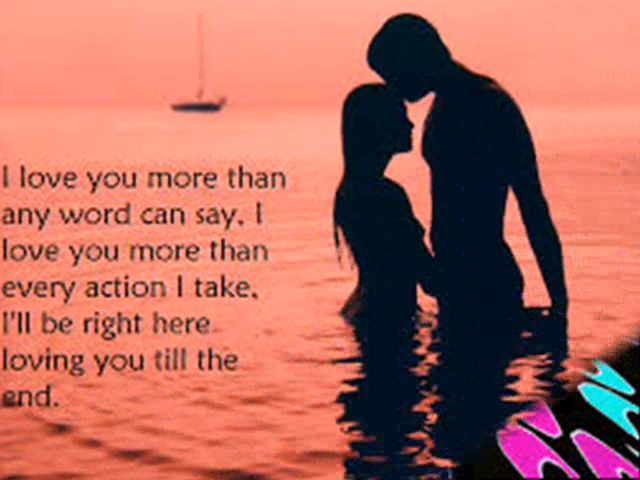 I love you more than
any word can say, I
love you more than
every action I take,
I'll be right here
loving you till the
end.